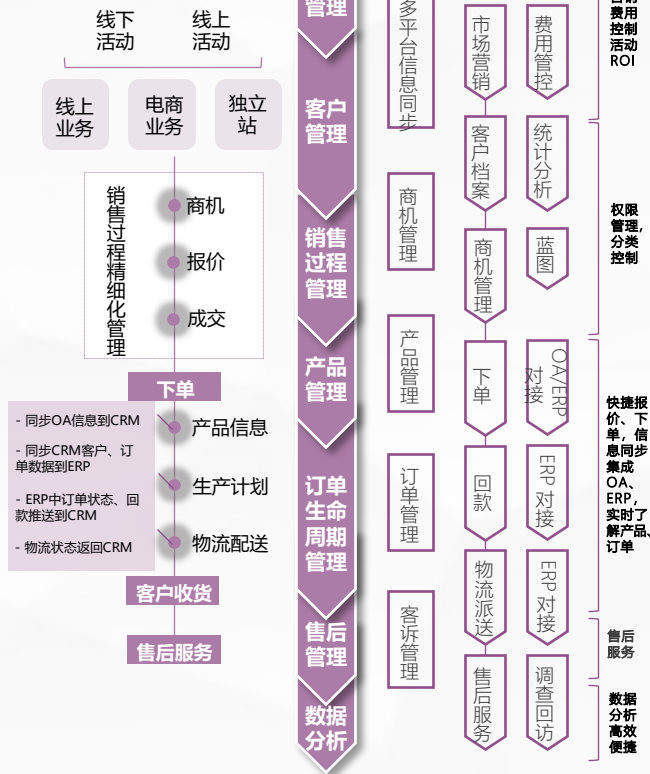 线下
活动
线上
活动
线上
业务
电商
业务
独立
站
销售过程精细化管理
商机
报价
成交
下单
- 同步OA信息到CRM
- 同步CRM客户、订
单数据到ERP
- ERP中订单状态、回
款推送到CRM
- 物流状态返回CRM
产品信息
生产计划
物流配送
客户收货
售后服务
管理
客户
管理
销售
过程
管理
产品
管理
订单
生命
周期
管理
售后
管理
数据
分析
多平台信息同步
商机管理
产品管理
订单管理
客诉管理
市场营销
客户档案
商机管理
下单
回款
物流派送
售后服务
费用管控
统计分析
蓝图
OA/ERP
对接
ERP对接
ERP对接
调查回访
费用
控制
活动
ROI
权限
管理，
分类
控制
快捷报
价、下
单，信
息同步
集成
OA、
ERP，
实时了
解产品、
订单
售后
服务
数据
分析
高效
便捷